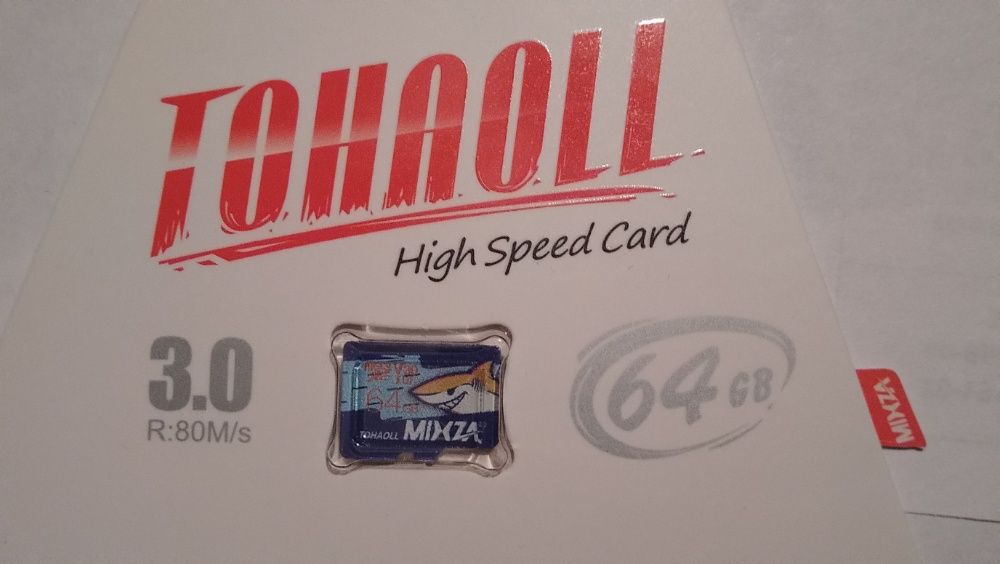 TOHAOLL
High Speed Card
3.0
R:80M/s
64 GB
64
TOHAOLL MIXZA
MIXZA